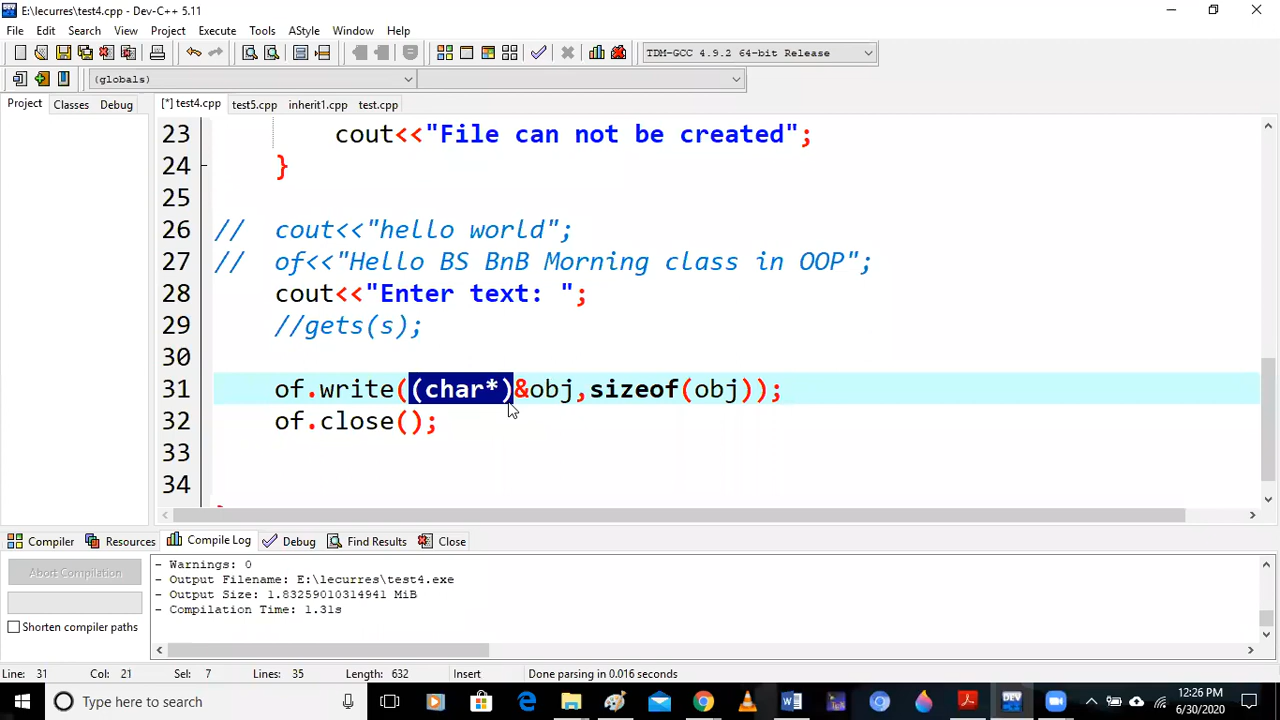 E:\lecurres\test4.cpp - Dev-C++ 5.11
File Edit Search View Project Execute Tools AStyle Window Help
TDM-GCC 4.9.2 64-bit Release
(globals)
Project Classes Debug [*] test4.cpp test5.cpp inherit1.cpp test.cpp
23 cout<<"File can not be created";
24 }
25
26 // cout<<"hello world";
27 // of<<"Hello BS BnB Morning class in OOP";
28 cout<<"Enter text: ";
29 //gets(s);
30
31 of.write((char*)&obj,sizeof(obj));
32 of.close();
33
34
Compiler Resources Compile Log Debug Find Results Close
Abort Compilation
Shorten compiler paths
- Warnings: 0
- Output Filename: E:\lecurres\test4.exe
- Output Size: 1.83259010314941 MiB
- Compilation Time: 1.31s
Line: 31 Col: 21 Sel: 7 Lines: 35 Length: 632 Insert Done parsing in 0.016 seconds
Type here to search
DEV
12:26 PM
6/30/2020